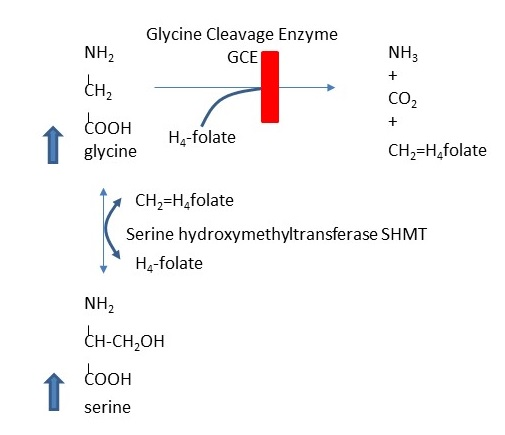 Glycine Cleavage Enzyme
GCE
NH₂
CH₂
COOH
glycine
H₄-folate
NH₃
+
CO₂
+
CH₂=H₄folate
CH₂=H₄folate
Serine hydroxymethyltransferase SHMT
H₄-folate
NH₂
CH-CH₂OH
COOH
serine